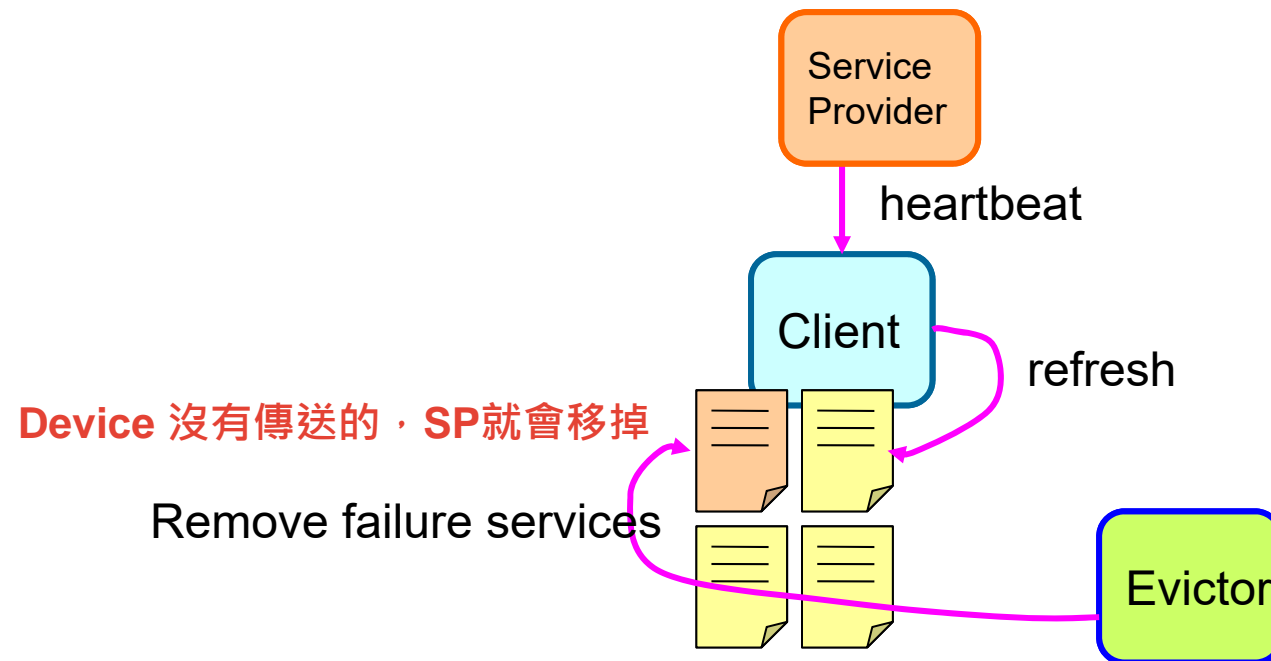 Service
Provider
heartbeat
Client
refresh
Device 沒有傳送的，SP就會移掉
Remove failure services
Evictor